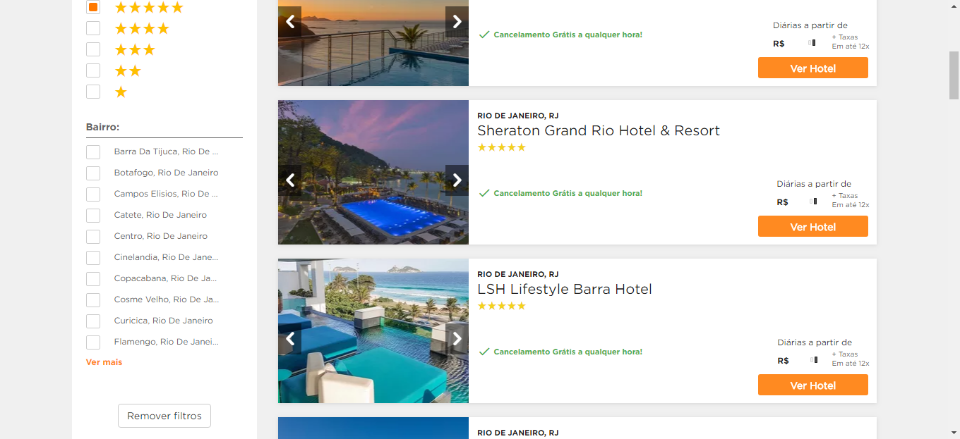 Bairro:
Barra Da Tijuca, Rio De ...
Botafogo, Rio De Janeiro
Campos Elisios, Rio De ...
Catete, Rio De Janeiro
Centro, Rio De Janeiro
Cinelandia, Rio De Jane...
Copacabana, Rio De Ja...
Cosme Velho, Rio De Ja...
Curicica, Rio De Janeiro
Flamengo, Rio De Janei...
Ver mais
Remover filtros
Cancelamento Grátis a qualquer hora!
Diárias a partir de
R$
+ Taxas
Em até 12x
Ver Hotel
RIO DE JANEIRO, RJ
Sheraton Grand Rio Hotel & Resort
Cancelamento Grátis a qualquer hora!
Diárias a partir de
R$
+ Taxas
Em até 12x
Ver Hotel
RIO DE JANEIRO, RJ
LSH Lifestyle Barra Hotel
Cancelamento Grátis a qualquer hora!
Diárias a partir de
R$
+ Taxas
Em até 12x
Ver Hotel
RIO DE JANEIRO, RJ